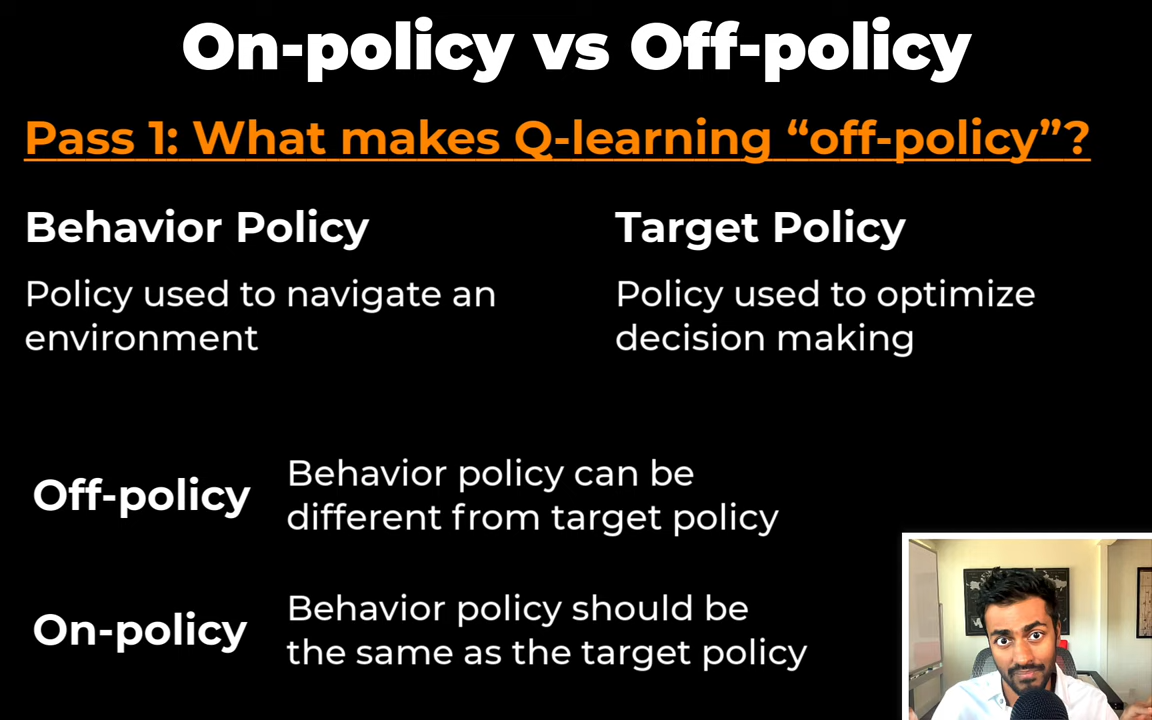 On-policy vs Off-policy
Pass 1: What makes Q-learning “off-policy”?
Behavior Policy
Policy used to navigate an
environment
Target Policy
Policy used to optimize
decision making
Off-policy
Behavior policy can be
different from target policy
On-policy
Behavior policy should be
the same as the target policy